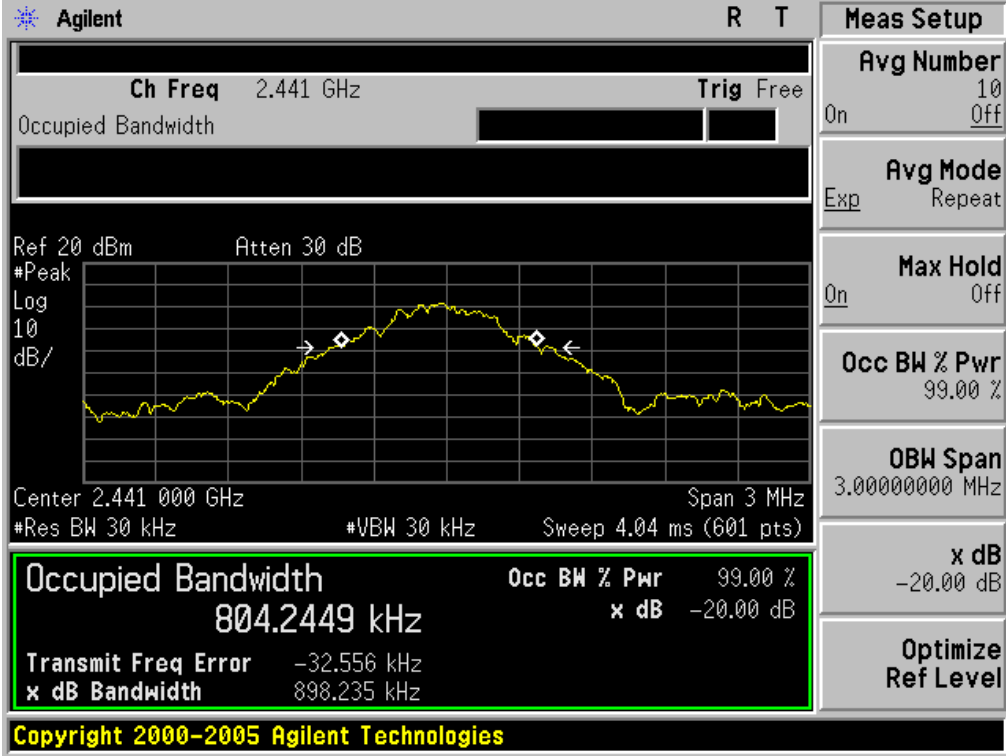 Agilent R T
Ch Freq 2.441 GHz Trig Free
Occupied Bandwidth
Ref 20 dBm Atten 30 dB
#Peak
Log
10
dB/
Center 2.441 000 GHz Span 3 MHz
#Res BW 30 kHz #VBW 30 kHz Sweep 4.04 ms (601 pts)
Occupied Bandwidth Occ BW % Pwr 99.00 %
804.2449 kHz x dB -20.00 dB
Transmit Freq Error -32.556 kHz
x dB Bandwidth 898.235 kHz
Copyright 2000-2005 Agilent Technologies
Meas Setup
Avg Number
10
On Off
Avg Mode
Exp Repeat
Max Hold
On Off
Occ BW % Pwr
99.00 %
OBW Span
3.00000000 MHz
x dB
-20.00 dB
Optimize
Ref Level